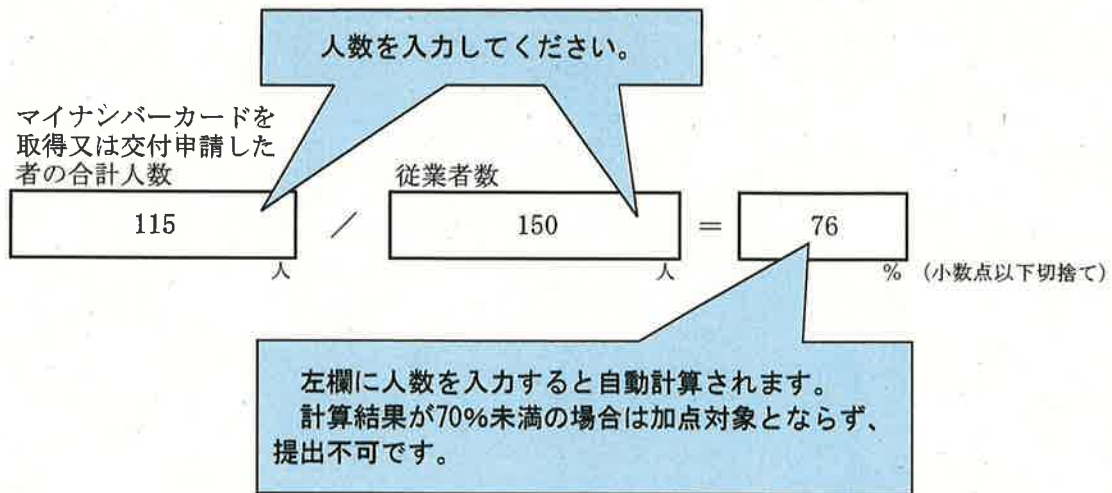 人数を入力してください。
マイナンバーカードを
取得又は交付申請した
者の合計人数
従業者数
115 / 150 = 76
人 人 % (小数点以下切捨て)
左欄に人数を入力すると自動計算されます。
計算結果が70%未満の場合は加点対象とならず、
提出不可です。